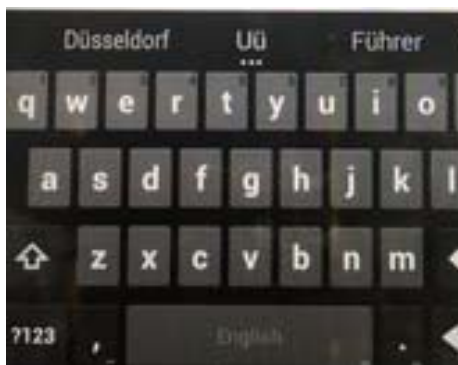 Düsseldorf Uü Führer
q w e r t y u i o
a s d f g h j k l
z x c v b n m
?123 , English .